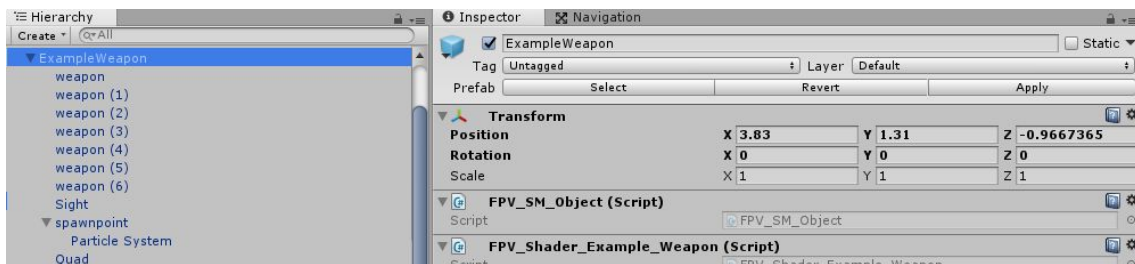 Hierarchy
Create
All
ExampleWeapon
weapon
weapon (1)
weapon (2)
weapon (3)
weapon (4)
weapon (5)
weapon (6)
Sight
spawnpoint
Particle System
Quad
Inspector Navigation
ExampleWeapon Static
Tag Untagged Layer Default
Prefab Select Revert Apply
Transform
Position X 3.83 Y 1.31 Z -0.9667365
Rotation X 0 Y 0 Z 0
Scale X 1 Y 1 Z 1
FPV_SM_Object (Script)
Script FPV_SM_Object
FPV_Shader_Example_Weapon (Script)
Script FPV_Shader_Example_Weapon